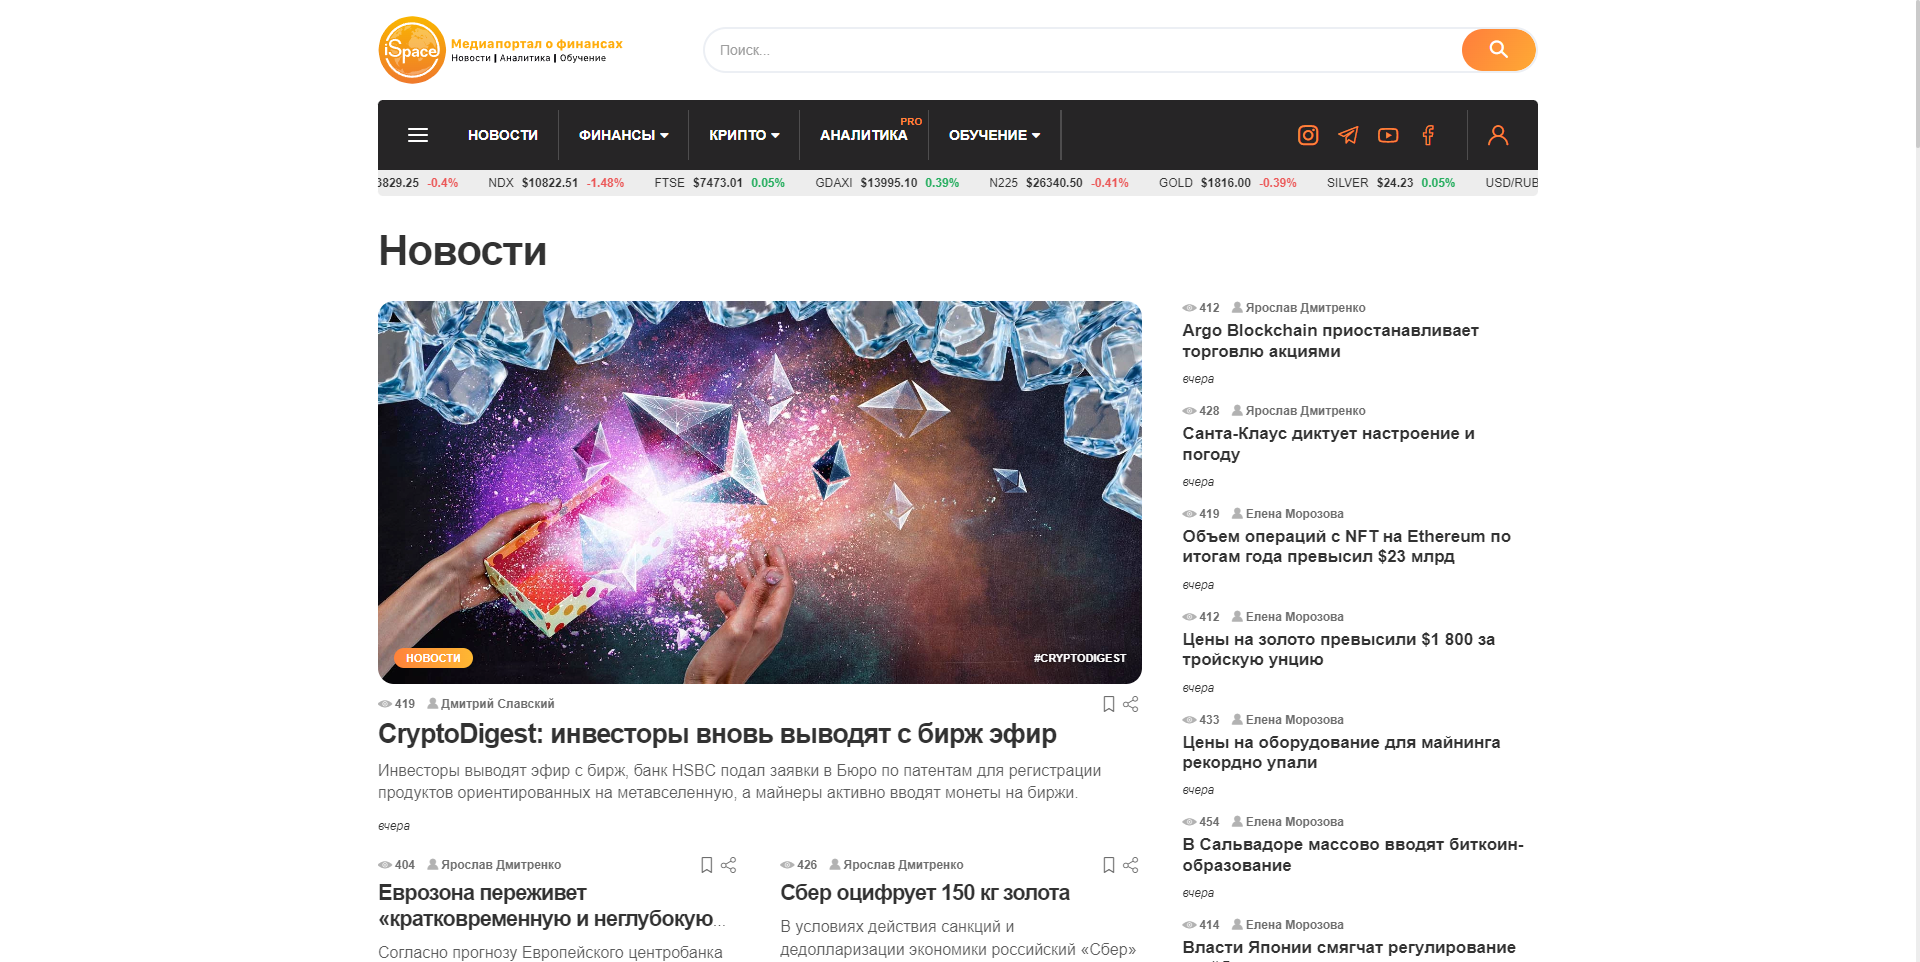 iSpace
Медиапортал о финансах
Новости | Аналитика | Обучение
Поиск...
НОВОСТИ
ФИНАНСЫ
КРИПТО
АНАЛИТИКА
PRO
ОБУЧЕНИЕ
3829.25 -0.4% NDX $10822.51 -1.48% FTSE $7473.01 0.05% GDAXI $13995.10 0.39% N225 $26340.50 -0.41% GOLD $1816.00 -0.39% SILVER $24.23 0.05% USD/RUB
Новости
НОВОСТИ
#CRYPTODIGEST
419 Дмитрий Славский
CryptoDigest: инвесторы вновь выводят с бирж эфир
Инвесторы выводят эфир с бирж, банк HSBC подал заявки в Бюро по патентам для регистрации
продуктов ориентированных на метавселенную, а майнеры активно вводят монеты на биржи.
вчера
404 Ярослав Дмитренко
Еврозона переживет
«кратковременную и неглубокую...
Согласно прогнозу Европейского центробанка
426 Ярослав Дмитренко
Сбер оцифрует 150 кг золота
В условиях действия санкций и
дедолларизации экономики российский «Сбер»
412 Ярослав Дмитренко
Argo Blockchain приостанавливает
торговлю акциями
вчера
428 Ярослав Дмитренко
Санта-Клаус диктует настроение и
погоду
вчера
419 Елена Морозова
Объем операций с NFT на Ethereum по
итогам года превысил $23 млрд
вчера
412 Елена Морозова
Цены на золото превысили $1 800 за
тройскую унцию
вчера
433 Елена Морозова
Цены на оборудование для майнинга
рекордно упали
вчера
454 Елена Морозова
В Сальвадоре массово вводят биткоин-
образование
вчера
414 Елена Морозова
Власти Японии смягчат регулирование